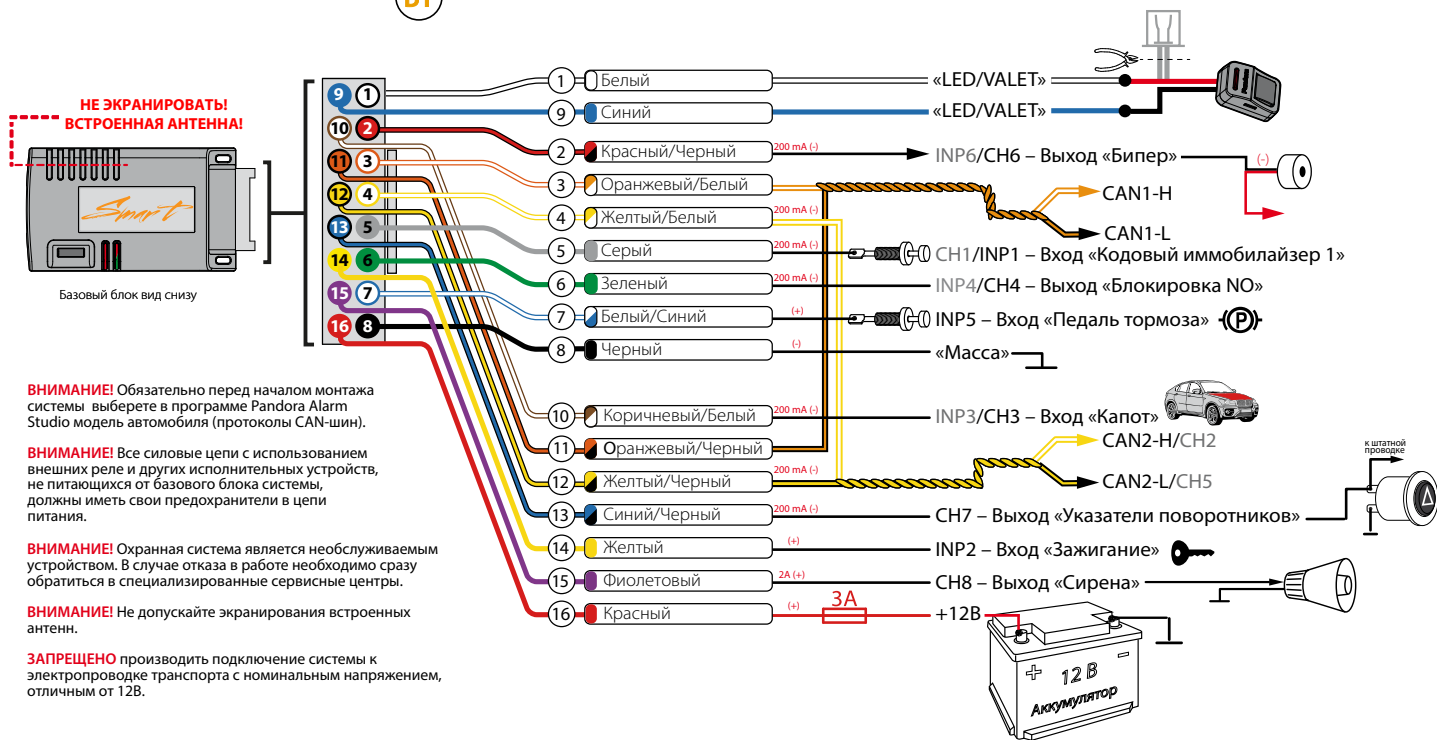 D1
НЕ ЭКРАНИРОВАТЬ!
ВСТРОЕННАЯ АНТЕННА!
Smart
Базовый блок вид снизу
ВНИМАНИЕ! Обязательно перед началом монтажа
системы выберете в программе Pandora Alarm
Studio модель автомобиля (протоколы CAN-шин).
ВНИМАНИЕ! Все силовые цепи с использованием
внешних реле и других исполнительных устройств,
не питающихся от базового блока системы,
должны иметь свои предохранители в цепи
питания.
ВНИМАНИЕ! Охранная система является необслуживаемым
устройством. В случае отказа в работе необходимо сразу
обратиться в специализированные сервисные центры.
ВНИМАНИЕ! Не допускайте экранирования встроенных
антенн.
ЗАПРЕЩЕНО производить подключение системы к
электропроводке транспорта с номинальным напряжением,
отличным от 12В.
9 1
10 2
11 3
12 4
13 5
14 6
15 7
16 8
1 Белый «LED/VALET»
9 Синий «LED/VALET»
2 Красный/Черный 200 mA (-) INP6/CH6 – Выход «Бипер» (-)
3 Оранжевый/Белый CAN1-H
4 Желтый/Белый 200 mA (-)
CAN1-L
5 Серый 200 mA (-) CH1/INP1 – Вход «Кодовый иммобилайзер 1»
6 Зеленый 200 mA (-) INP4/CH4 – Выход «Блокировка NO»
7 Белый/Синий (+) INP5 – Вход «Педаль тормоза» (P)
8 Черный (-) «Масса»
10 Коричневый/Белый 200 mA (-) INP3/CH3 – Вход «Капот»
CAN2-H/CH2
11 Оранжевый/Черный
12 Желтый/Черный 200 mA (-) CAN2-L/CH5
к штатной
проводке
13 Синий/Черный 200 mA (-) CH7 – Выход «Указатели поворотников»
14 Желтый (+) INP2 – Вход «Зажигание»
15 Фиолетовый 2A (+) CH8 – Выход «Сирена»
16 Красный (+) 3A +12В
+ 12 В –
Аккумулятор